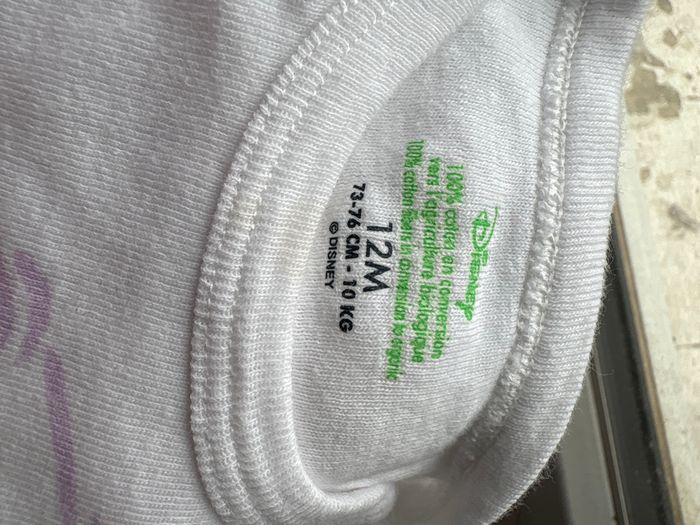 Disney
100% coton en conversion
vers l'agriculture biologique
100% cotton fibers in conversion to organic
12M
73-76 CM - 10 KG
© DISNEY